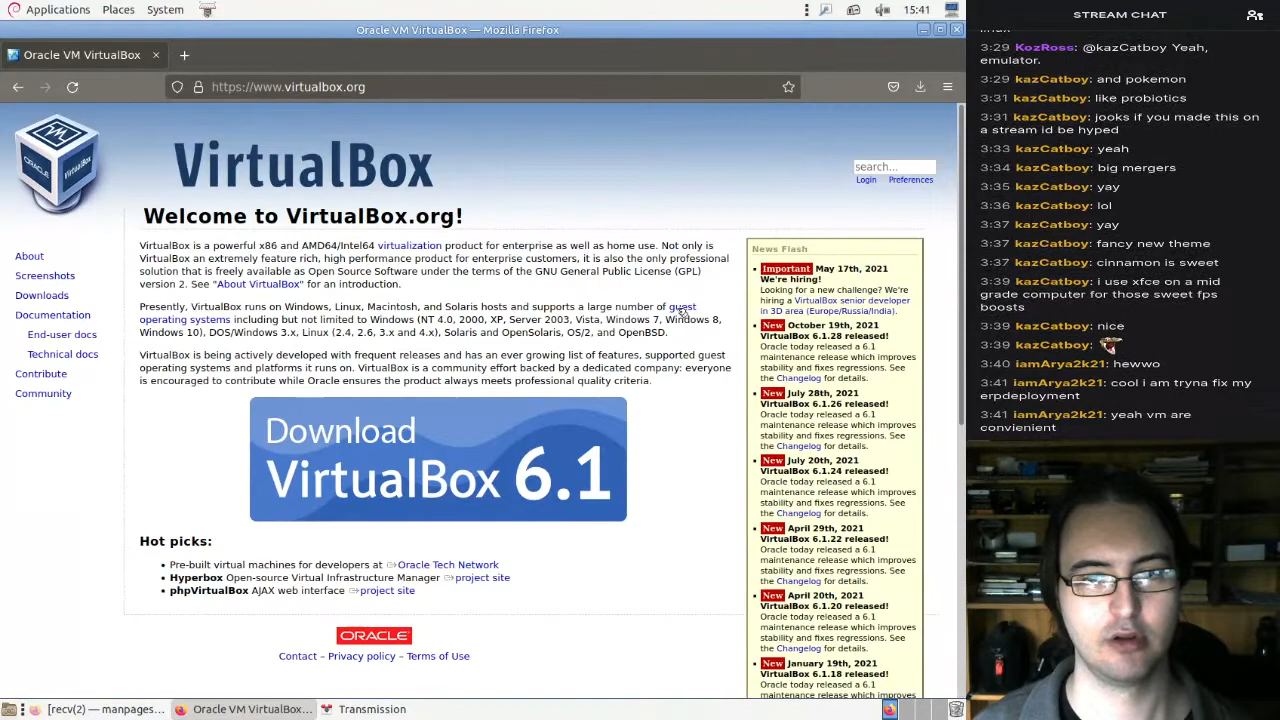 Applications Places System
15:41
Oracle VM VirtualBox — Mozilla Firefox
Oracle VM VirtualBox
https://www.virtualbox.org
VirtualBox
ORACLE
VirtualBox
search...
Login Preferences
Welcome to VirtualBox.org!
About
Screenshots
Downloads
Documentation
End-user docs
Technical docs
Contribute
Community
VirtualBox is a powerful x86 and AMD64/Intel64 virtualization product for enterprise as well as home use. Not only is
VirtualBox an extremely feature rich, high performance product for enterprise customers, it is also the only professional
solution that is freely available as Open Source Software under the terms of the GNU General Public License (GPL)
version 2. See "About VirtualBox" for an introduction.
Presently, VirtualBox runs on Windows, Linux, Macintosh, and Solaris hosts and supports a large number of guest
operating systems including but not limited to Windows (NT 4.0, 2000, XP, Server 2003, Vista, Windows 7, Windows 8,
Windows 10), DOS/Windows 3.x, Linux (2.4, 2.6, 3.x and 4.x), Solaris and OpenSolaris, OS/2, and OpenBSD.
VirtualBox is being actively developed with frequent releases and has an ever growing list of features, supported guest
operating systems and platforms it runs on. VirtualBox is a community effort backed by a dedicated company: everyone
is encouraged to contribute while Oracle ensures the product always meets professional quality criteria.
Download
VirtualBox 6.1
Hot picks:
• Pre-built virtual machines for developers at Oracle Tech Network
• Hyperbox Open-source Virtual Infrastructure Manager project site
• phpVirtualBox AJAX web interface project site
ORACLE
Contact – Privacy policy – Terms of Use
News Flash
• Important May 17th, 2021
We're hiring!
Looking for a new challenge? We're
hiring a VirtualBox senior developer
in 3D area (Europe/Russia/India).
• New October 19th, 2021
VirtualBox 6.1.28 released!
Oracle today released a 6.1
maintenance release which improves
stability and fixes regressions. See
the Changelog for details.
• New July 28th, 2021
VirtualBox 6.1.26 released!
Oracle today released a 6.1
maintenance release which improves
stability and fixes regressions. See
the Changelog for details.
• New July 20th, 2021
VirtualBox 6.1.24 released!
Oracle today released a 6.1
maintenance release which improves
stability and fixes regressions. See
the Changelog for details.
• New April 29th, 2021
VirtualBox 6.1.22 released!
Oracle today released a 6.1
maintenance release which improves
stability and fixes regressions. See
the Changelog for details.
• New April 20th, 2021
VirtualBox 6.1.20 released!
Oracle today released a 6.1
maintenance release which improves
stability and fixes regressions. See
the Changelog for details.
• New January 19th, 2021
VirtualBox 6.1.18 released!
Oracle today released a 6.1
maintenance release which improves
[recv(2) — manpages...
Oracle VM VirtualBox...
Transmission
STREAM CHAT
3:29 KozRoss: @kazCatboy Yeah,
emulator.
3:29 kazCatboy: and pokemon
3:31 kazCatboy: like probiotics
3:31 kazCatboy: jooks if you made this on
a stream id be hyped
3:33 kazCatboy: yeah
3:34 kazCatboy: big mergers
3:35 kazCatboy: yay
3:36 kazCatboy: lol
3:37 kazCatboy: yay
3:37 kazCatboy: fancy new theme
3:37 kazCatboy: cinnamon is sweet
3:39 kazCatboy: i use xfce on a mid
grade computer for those sweet fps
boosts
3:39 kazCatboy: nice
3:39 kazCatboy:
3:40 iamArya2k21: hewwo
3:41 iamArya2k21: cool i am tryna fix my
erpdeployment
3:41 iamArya2k21: yeah vm are
convienient